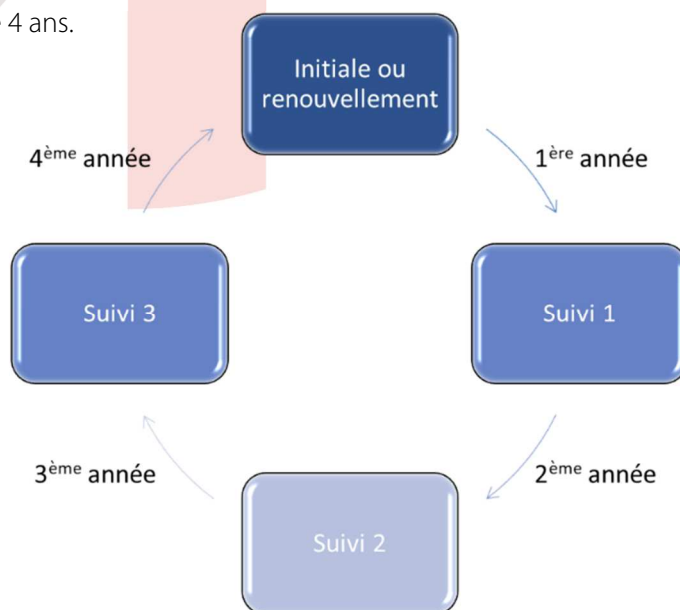 4 ans.
Initiale ou
renouvellement
4ème année
1ère année
Suivi 3
Suivi 1
3ème année
2ème année
Suivi 2